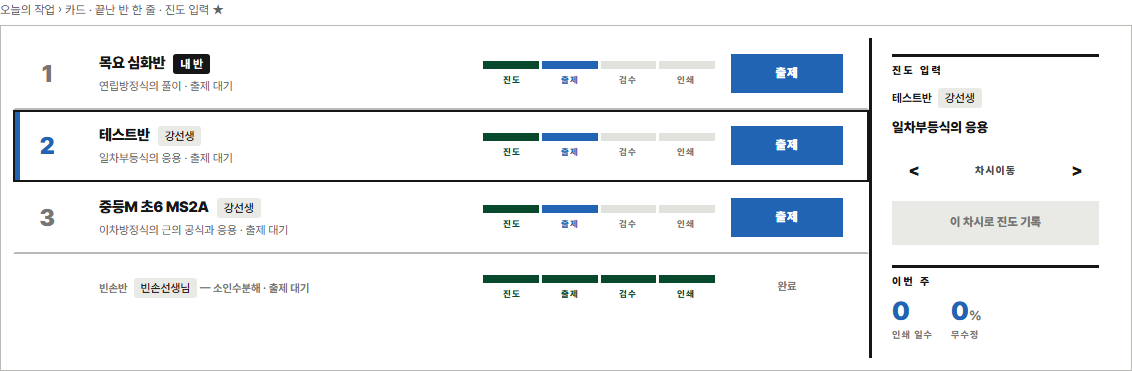 오늘의 작업 › 카드 · 끝난 반 한 줄 · 진도 입력 ★
1
목요 심화반 내 반
연립방정식의 풀이 · 출제 대기
진도 출제 검수 인쇄
출제
2
테스트반 강선생
일차부등식의 응용 · 출제 대기
진도 출제 검수 인쇄
출제
3
중등M 초6 MS2A 강선생
이차방정식의 근의 공식과 응용 · 출제 대기
진도 출제 검수 인쇄
출제
빈손반 빈손선생님 — 소인수분해 · 출제 대기
진도 출제 검수 인쇄
완료
진도 입력
테스트반 강선생
일차부등식의 응용
< 차시이동 >
이 차시로 진도 기록
이번 주
0 0%
인쇄 일수 무수정